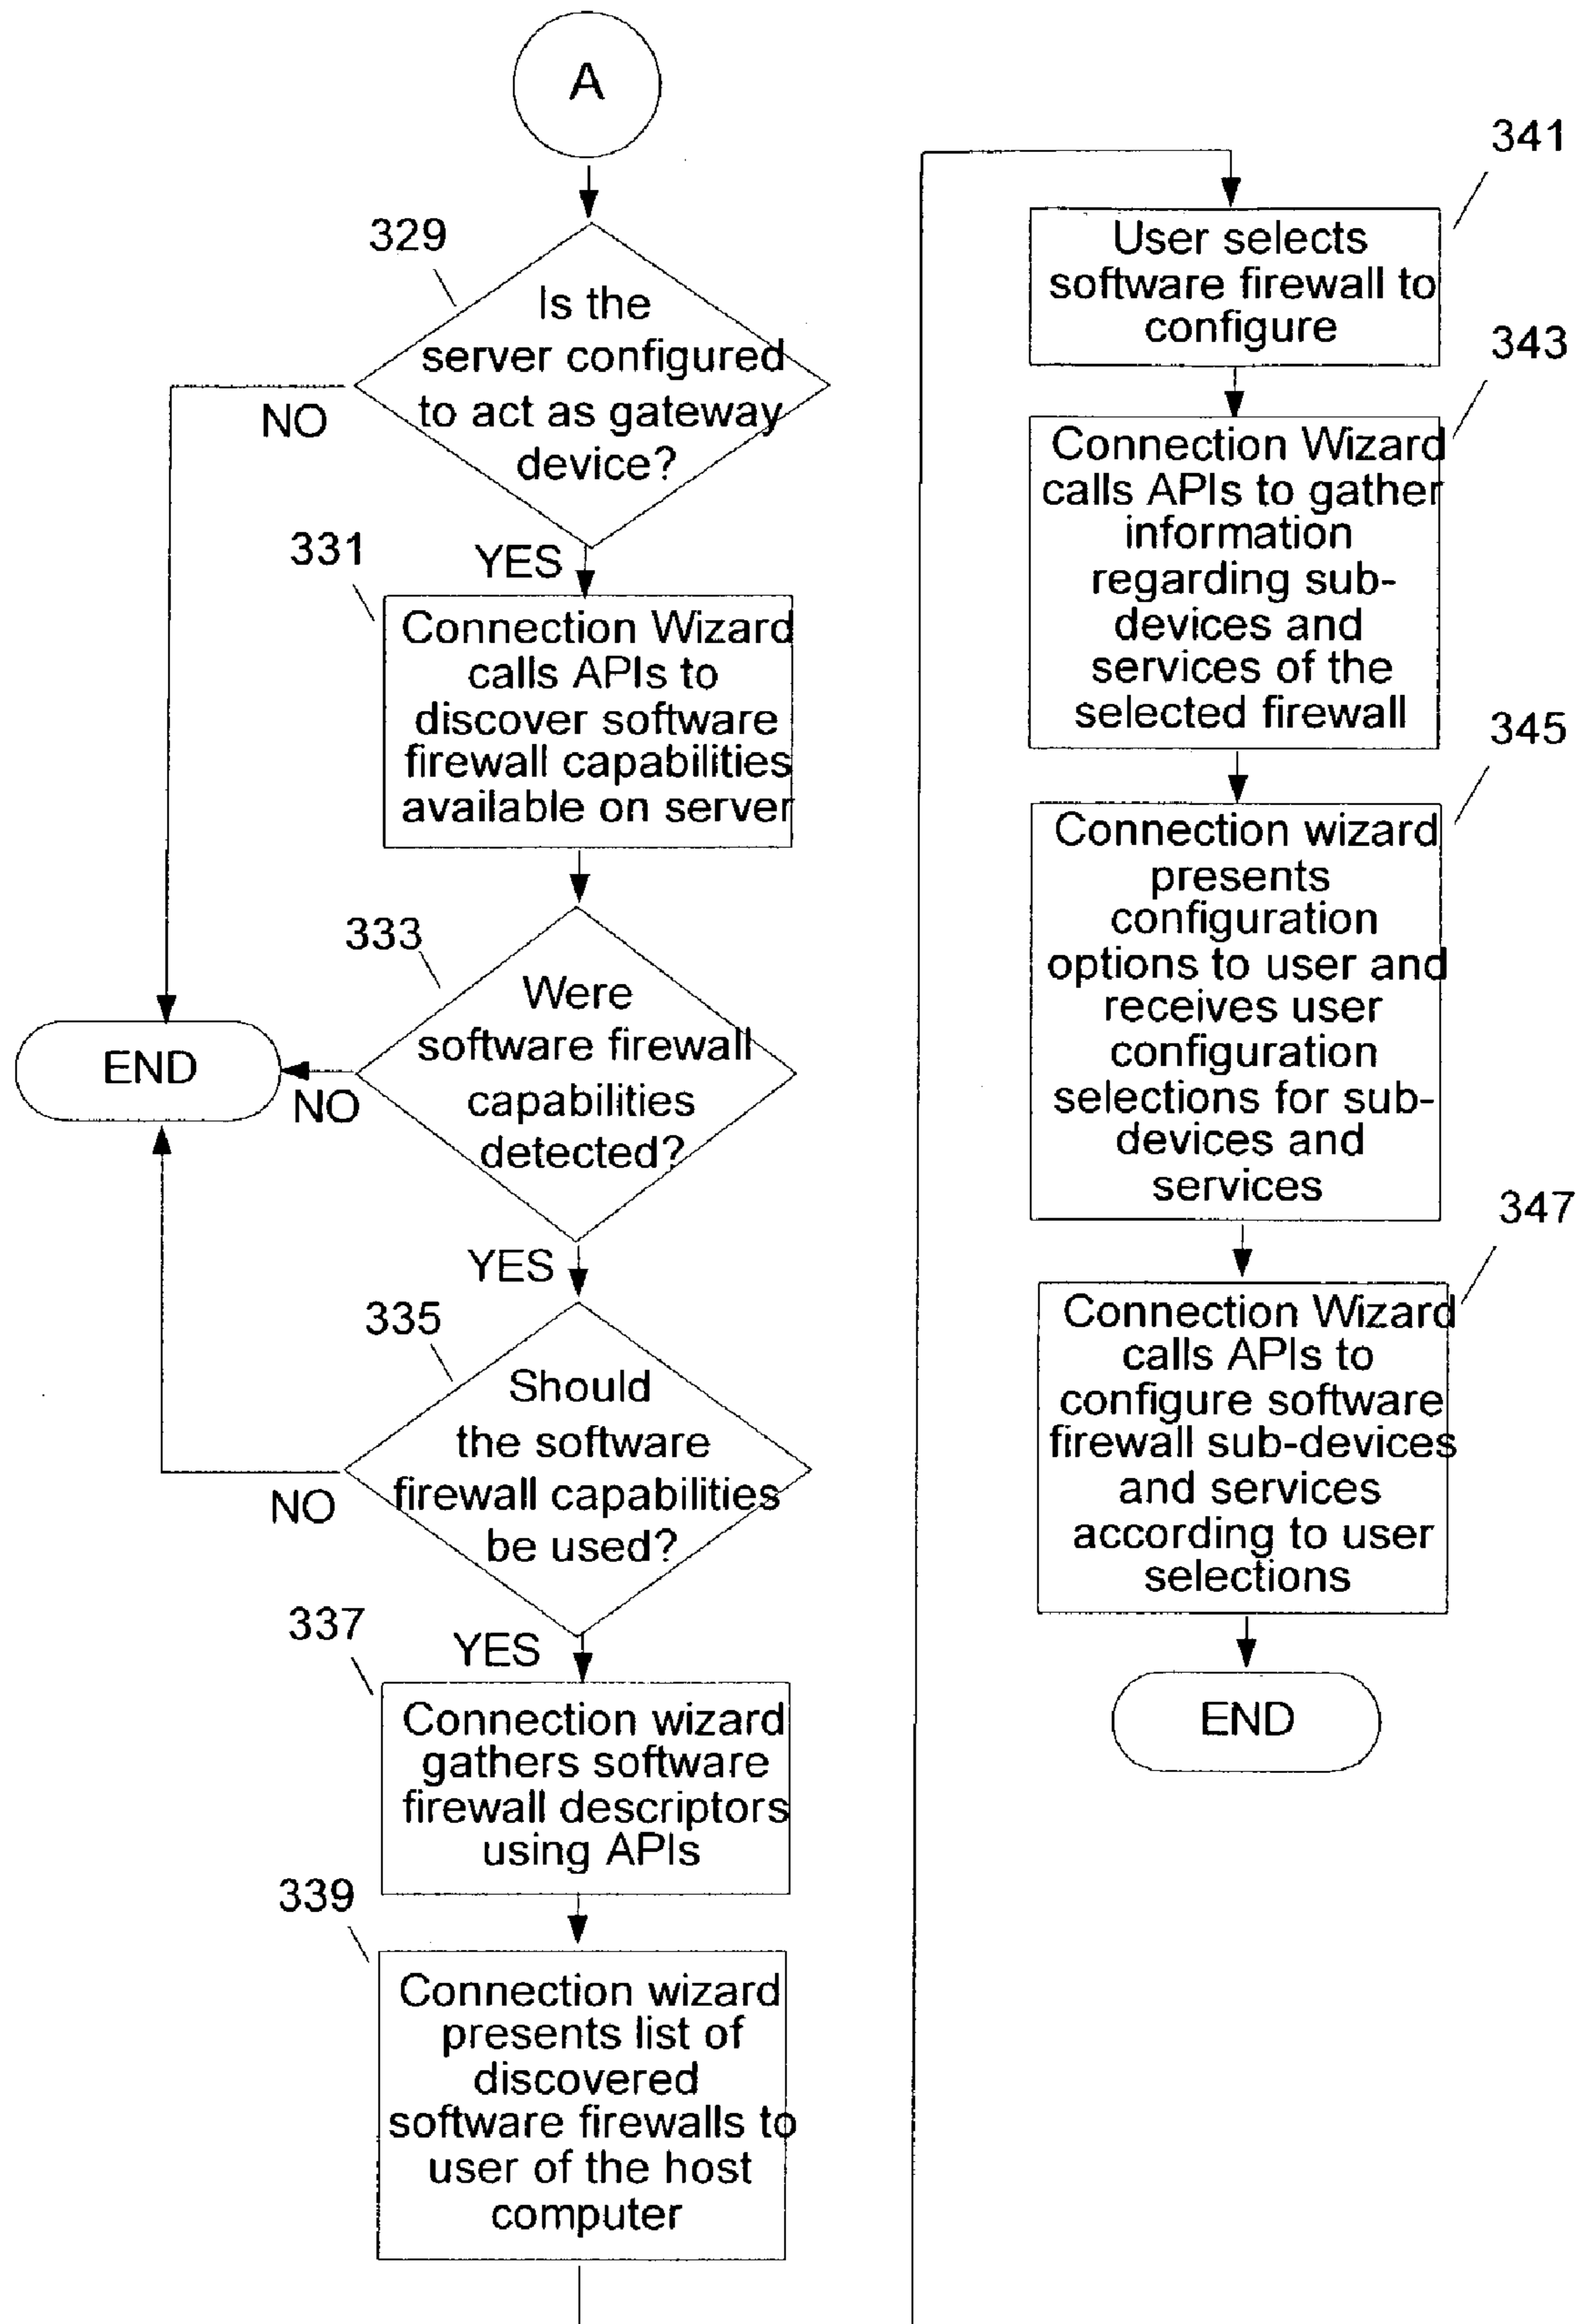 A
329
Is the
server configured
to act as gateway
device?
NO
YES
331
Connection Wizard
calls APIs to
discover software
firewall capabilities
available on server
333
Were
software firewall
capabilities
detected?
END
NO
YES
335
Should
the software
firewall capabilities
be used?
NO
YES
337
Connection wizard
gathers software
firewall descriptors
using APIs
339
Connection wizard
presents list of
discovered
software firewalls to
user of the host
computer
341
User selects
software firewall to
configure
343
Connection Wizard
calls APIs to gather
information
regarding sub-
devices and
services of the
selected firewall
345
Connection wizard
presents
configuration
options to user and
receives user
configuration
selections for sub-
devices and
services
347
Connection Wizard
calls APIs to
configure software
firewall sub-devices
and services
according to user
selections
END